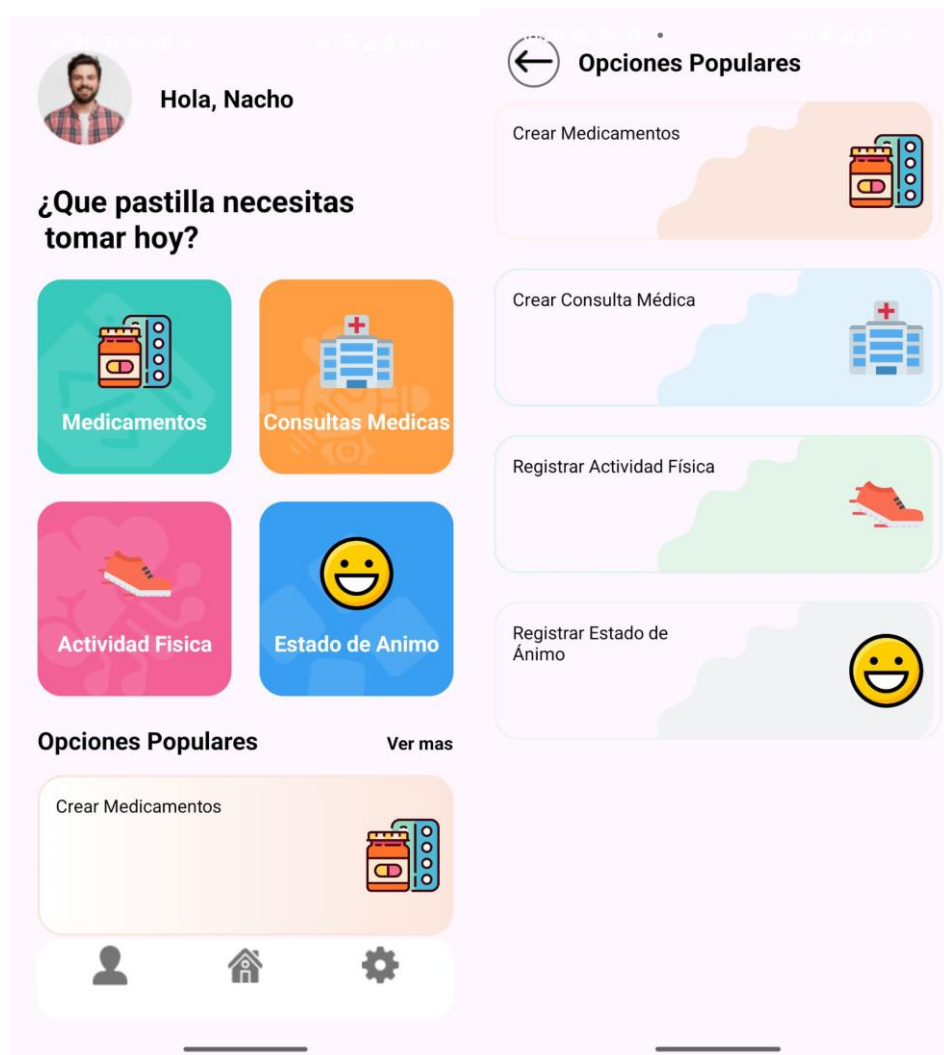 Hola, Nacho
¿Que pastilla necesitas
tomar hoy?
Medicamentos
Consultas Medicas
Actividad Fisica
Estado de Animo
Opciones Populares
Ver mas
Crear Medicamentos
Opciones Populares
Crear Medicamentos
Crear Consulta Médica
Registrar Actividad Física
Registrar Estado de
Ánimo